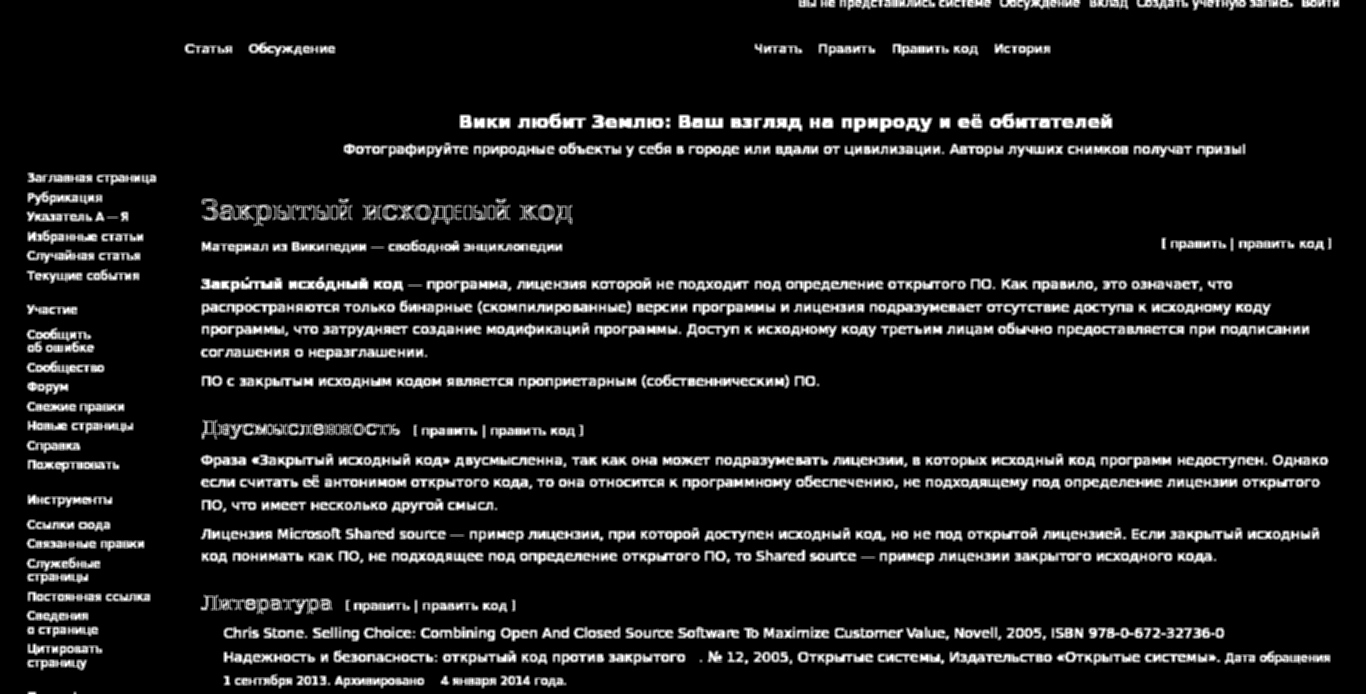 Вы не представились системе Обсуждение Вклад Создать учётную запись Войти
Статья Обсуждение Читать Править Править код История
Вики любит Землю: Ваш взгляд на природу и её обитателей
Фотографируйте природные объекты у себя в городе или вдали от цивилизации. Авторы лучших снимков получат призы!
Заглавная страница
Рубрикация
Указатель А — Я
Избранные статьи
Случайная статья
Текущие события
Участие
Сообщить
об ошибке
Сообщество
Форум
Свежие правки
Новые страницы
Справка
Пожертвовать
Инструменты
Ссылки сюда
Связанные правки
Служебные
страницы
Постоянная ссылка
Сведения
о странице
Цитировать
страницу
Закрытый исходный код
Материал из Википедии — свободной энциклопедии
[ править | править код ]
Закры́тый исхо́дный код — программа, лицензия которой не подходит под определение открытого ПО. Как правило, это означает, что
распространяются только бинарные (скомпилированные) версии программы и лицензия подразумевает отсутствие доступа к исходному коду
программы, что затрудняет создание модификаций программы. Доступ к исходному коду третьим лицам обычно предоставляется при подписании
соглашения о неразглашении.
ПО с закрытым исходным кодом является проприетарным (собственническим) ПО.
Двусмысленность [ править | править код ]
Фраза «Закрытый исходный код» двусмысленна, так как она может подразумевать лицензии, в которых исходный код программ недоступен. Однако
если считать её антонимом открытого кода, то она относится к программному обеспечению, не подходящему под определение лицензии открытого
ПО, что имеет несколько другой смысл.
Лицензия Microsoft Shared source — пример лицензии, при которой доступен исходный код, но не под открытой лицензией. Если закрытый исходный
код понимать как ПО, не подходящее под определение открытого ПО, то Shared source — пример лицензии закрытого исходного кода.
Литература [ править | править код ]
Chris Stone. Selling Choice: Combining Open And Closed Source Software To Maximize Customer Value, Novell, 2005, ISBN 978-0-672-32736-0
Надежность и безопасность: открытый код против закрытого . № 12, 2005, Открытые системы, Издательство «Открытые системы». Дата обращения
1 сентября 2013. Архивировано 4 января 2014 года.